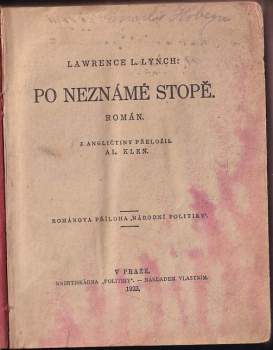 LAWRENCE L. LYNCH:
PO NEZNÁMÉ STOPĚ.
ROMÁN.
Z ANGLIČTINY PŘELOŽIL
AL. KLEN.
ROMÁNOVÁ PŘÍLOHA „NÁRODNÍ POLITIKY“.
V PRAZE.
KNIHTISKÁRNA „POLITIKY“. — NÁKLADEM VLASTNÍM.
1923.